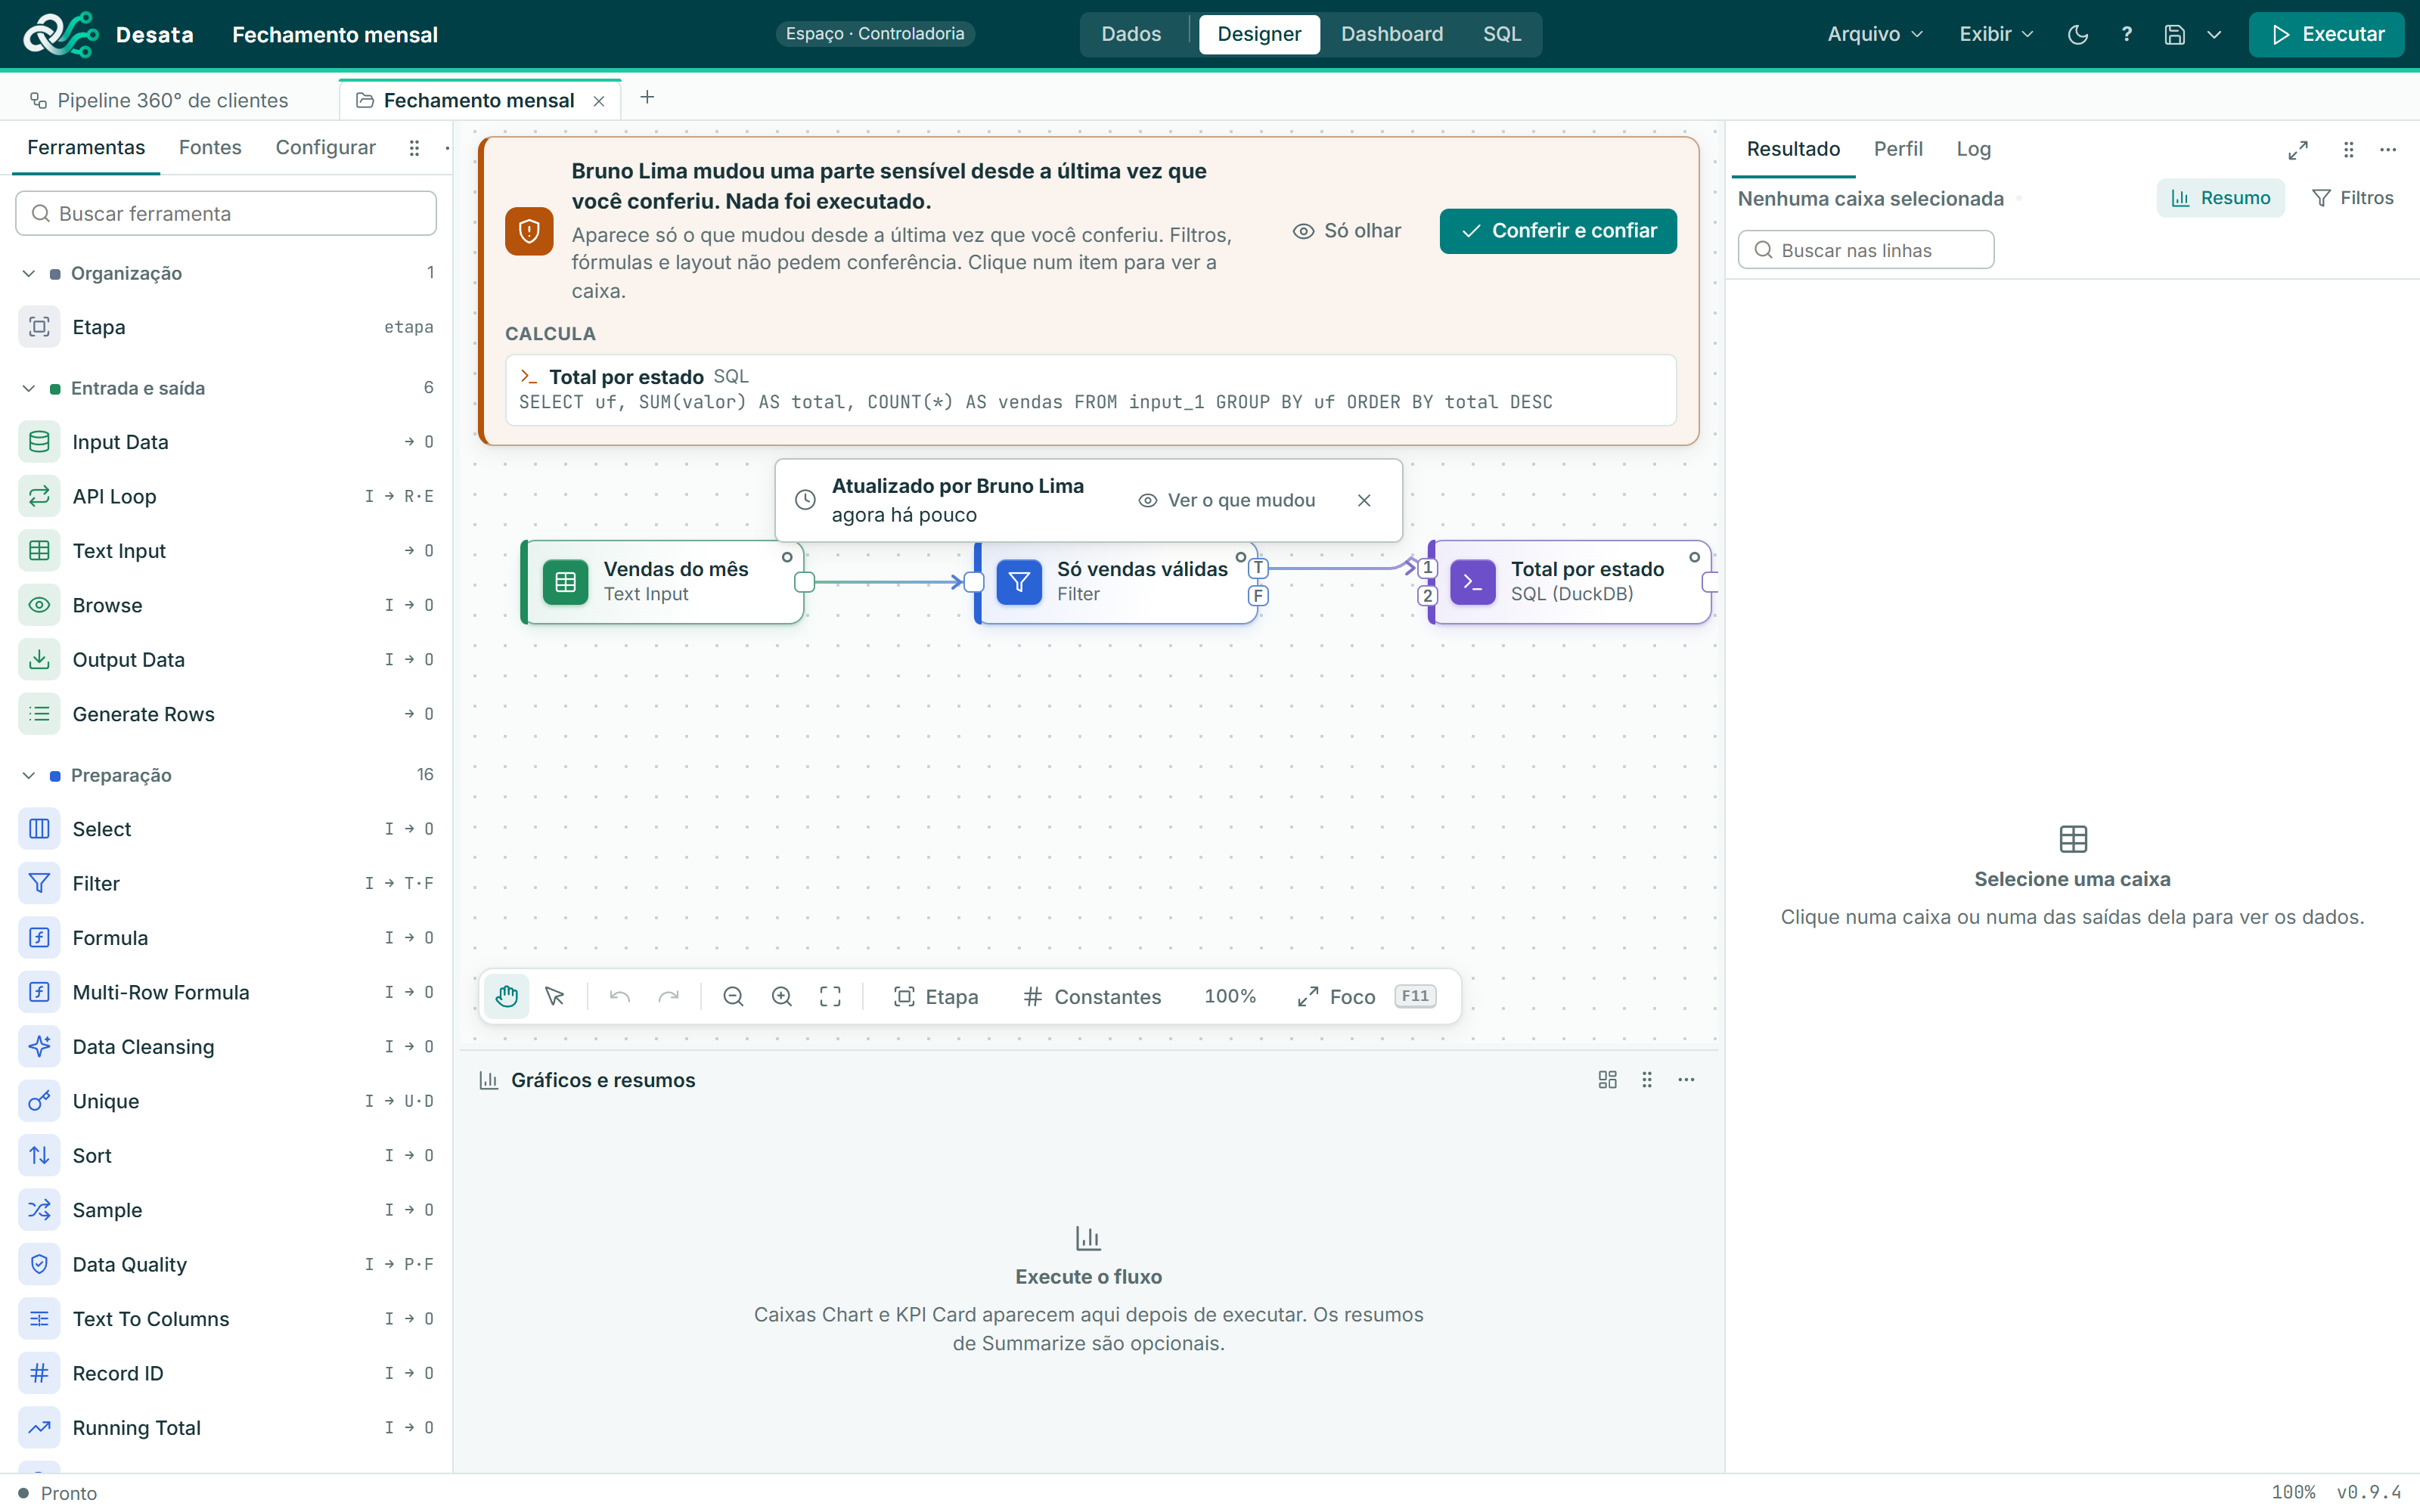 Desata
Fechamento mensal
Espaço · Controladoria
Dados
Designer
Dashboard
SQL
Arquivo
Exibir
?
Executar
Pipeline 360° de clientes
Fechamento mensal
Ferramentas
Fontes
Configurar
Buscar ferramenta
Organização 1
Etapa etapa
Entrada e saída 6
Input Data → O
API Loop I → R·E
Text Input → O
Browse I → O
Output Data I → O
Generate Rows → O
Preparação 16
Select I → O
Filter I → T·F
Formula I → O
Multi-Row Formula I → O
Data Cleansing I → O
Unique I → U·D
Sort I → O
Sample I → O
Data Quality I → P·F
Text To Columns I → O
Record ID I → O
Running Total I → O
Bruno Lima mudou uma parte sensível desde a última vez que
você conferiu. Nada foi executado.
Aparece só o que mudou desde a última vez que você conferiu. Filtros,
fórmulas e layout não pedem conferência. Clique num item para ver a
caixa.
Só olhar
Conferir e confiar
CALCULA
Total por estado SQL
SELECT uf, SUM(valor) AS total, COUNT(*) AS vendas FROM input_1 GROUP BY uf ORDER BY total DESC
Atualizado por Bruno Lima
agora há pouco
Ver o que mudou
Vendas do mês
Text Input
Só vendas válidas
Filter
T
F
1
2
Total por estado
SQL (DuckDB)
Etapa
Constantes
100%
Foco F11
Gráficos e resumos
Execute o fluxo
Caixas Chart e KPI Card aparecem aqui depois de executar. Os resumos
de Summarize são opcionais.
Resultado
Perfil
Log
Nenhuma caixa selecionada
Resumo
Filtros
Buscar nas linhas
Selecione uma caixa
Clique numa caixa ou numa das saídas dela para ver os dados.
Pronto
100% v0.9.4